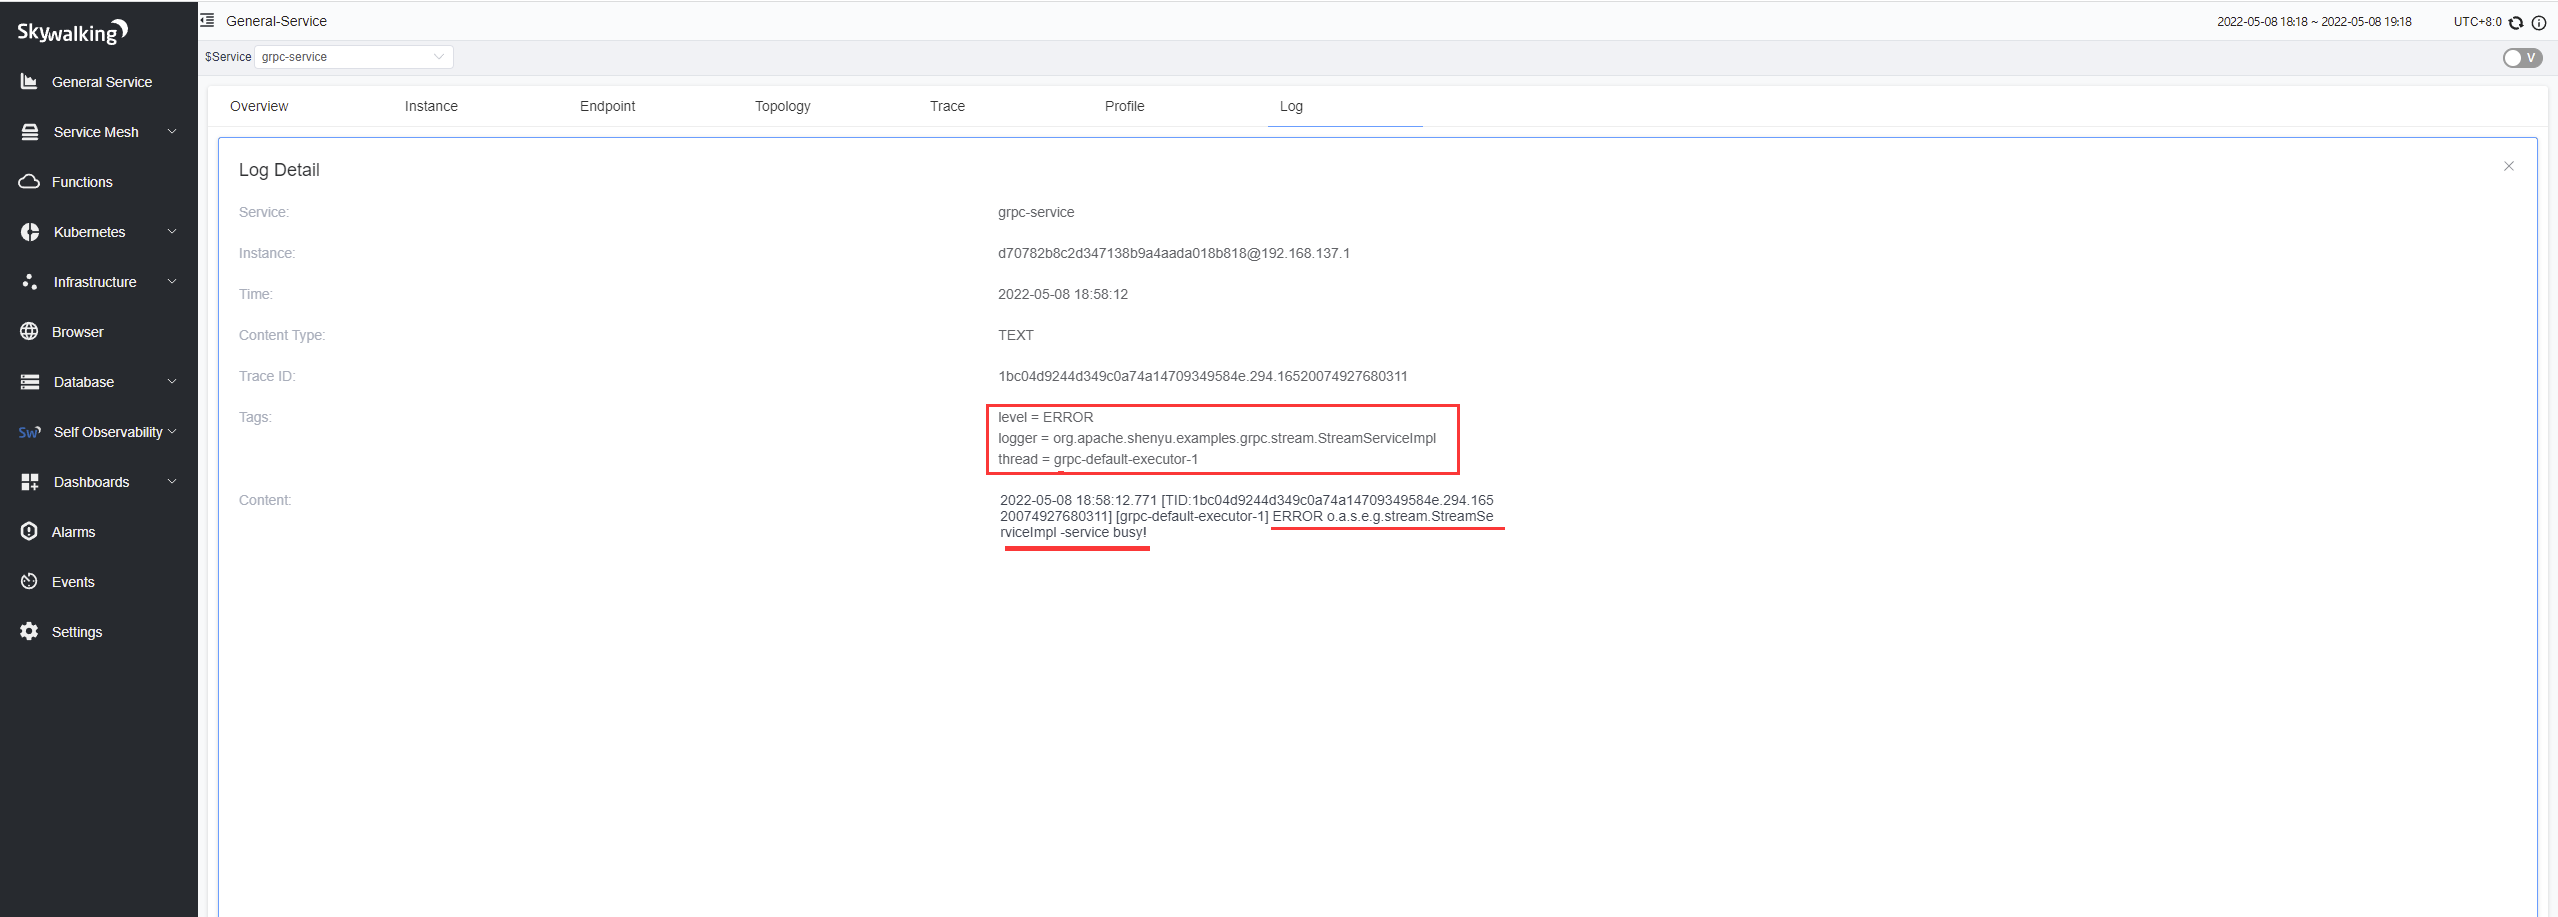 Skywalking
General-Service
2022-05-08 18:18 ~ 2022-05-08 19:18
UTC+8:0
$Service
grpc-service
V
General Service
Service Mesh
Functions
Kubernetes
Infrastructure
Browser
Database
Sw
Self Observability
Dashboards
Alarms
Events
Settings
Overview
Instance
Endpoint
Topology
Trace
Profile
Log
Log Detail
Service:
grpc-service
Instance:
d70782b8c2d347138b9a4aada018b818@192.168.137.1
Time:
2022-05-08 18:58:12
Content Type:
TEXT
Trace ID:
1bc04d9244d349c0a74a14709349584e.294.16520074927680311
Tags:
level = ERROR
logger = org.apache.shenyu.examples.grpc.stream.StreamServiceImpl
thread = grpc-default-executor-1
Content:
2022-05-08 18:58:12.771 [TID:1bc04d9244d349c0a74a14709349584e.294.165
20074927680311] [grpc-default-executor-1] ERROR o.a.s.e.g.stream.StreamSe
rviceImpl -service busy!